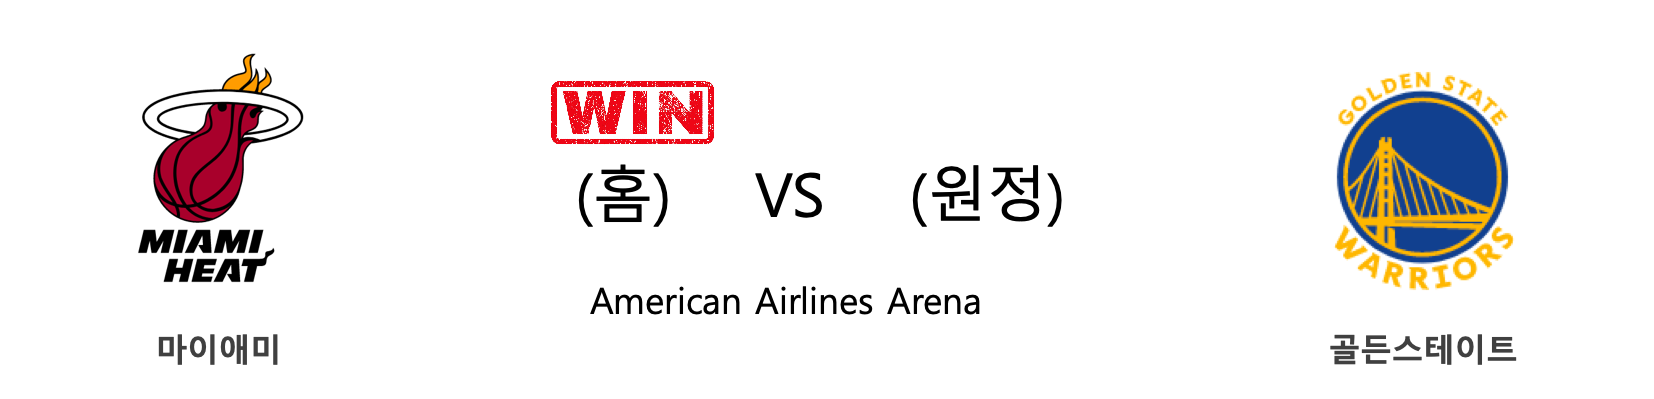 MIAMI
HEAT
마이애미
WIN
(홈) VS (원정)
American Airlines Arena
GOLDEN STATE
WARRIORS
골든스테이트